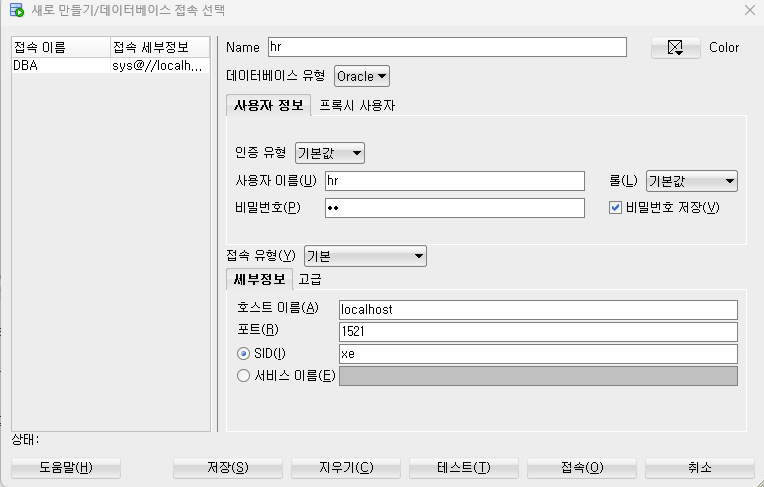 새로 만들기/데이터베이스 접속 선택
접속 이름 접속 세부정보
DBA sys@//localh...
Name hr Color
데이터베이스 유형 Oracle
사용자 정보 프록시 사용자
인증 유형 기본값
사용자 이름(U) hr 롤(L) 기본값
비밀번호(P) •• 비밀번호 저장(V)
접속 유형(Y) 기본
세부정보 고급
호스트 이름(A) localhost
포트(R) 1521
SID(I) xe
서비스 이름(E)
상태:
도움말(H) 저장(S) 지우기(C) 테스트(T) 접속(O) 취소